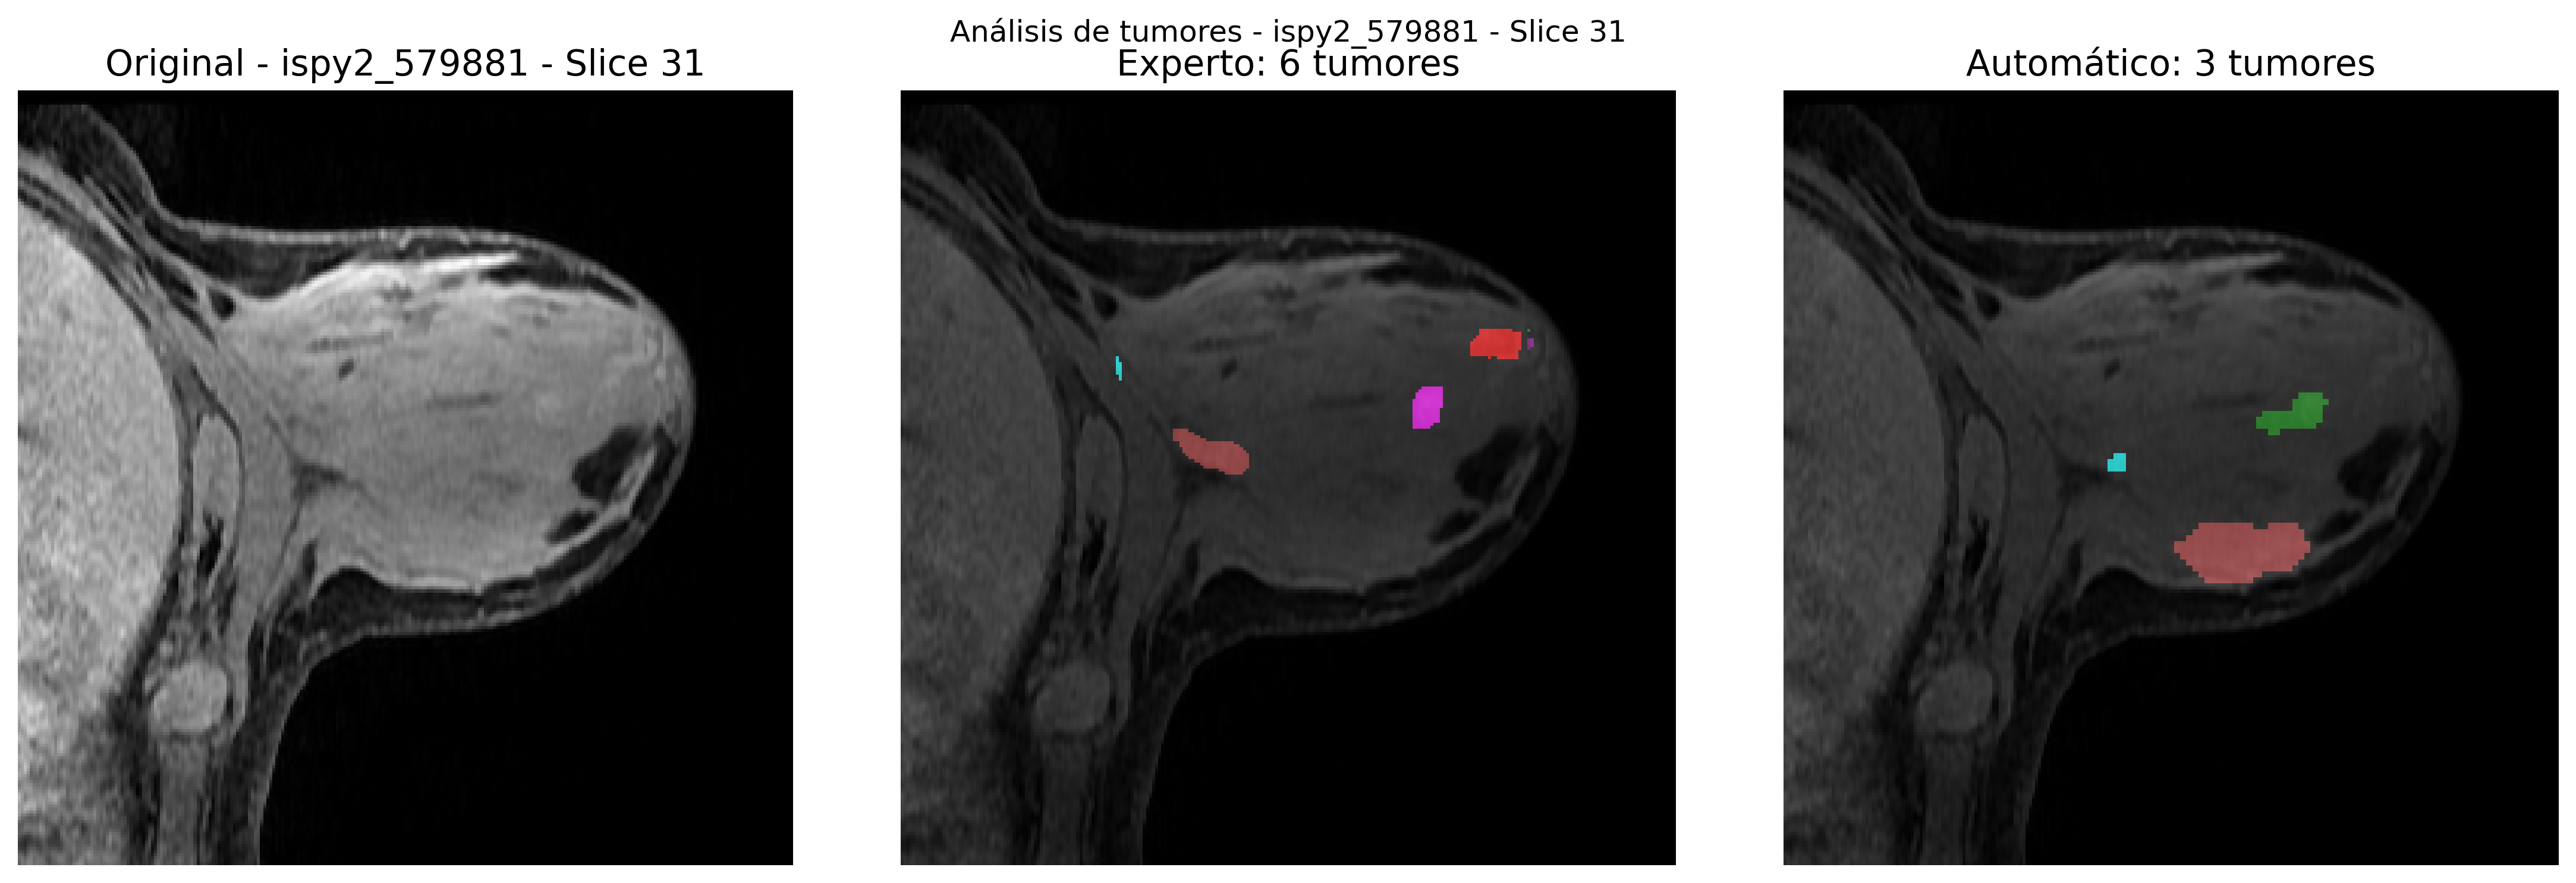 Análisis de tumores - ispy2_579881 - Slice 31
Original - ispy2_579881 - Slice 31
Experto: 6 tumores
Automático: 3 tumores